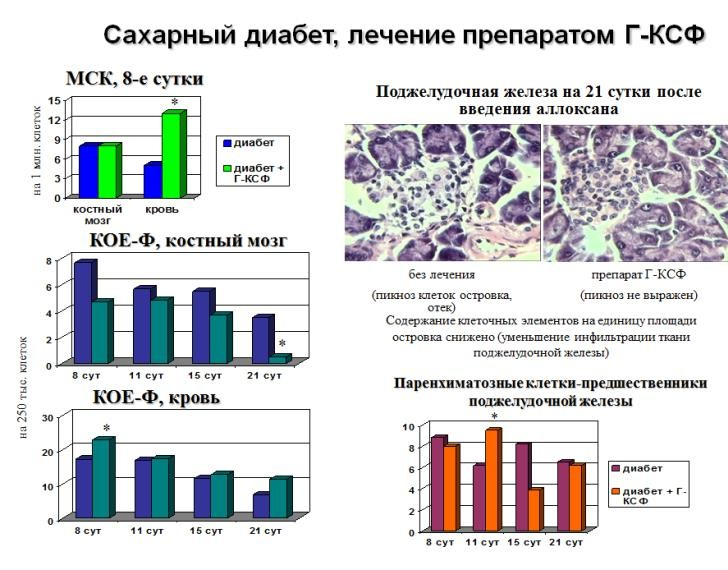 Сахарный диабет, лечение препаратом Г-КСФ
МСК, 8-е сутки
на 1 млн. клеток
15
12
9
6
3
0
*
костный
мозг
кровь
диабет
диабет +
Г-КСФ
КОЕ-Ф, костный мозг
8
6
4
2
0
*
8 сут
11 сут
15 сут
21 сут
на 250 тыс. клеток
КОЕ-Ф, кровь
30
20
10
0
*
8 сут
11 сут
15 сут
21 сут
Поджелудочная железа на 21 сутки после
введения аллоксана
без лечения
препарат Г-КСФ
(пикноз клеток островка,
отек)
(пикноз не выражен)
Содержание клеточных элементов на единицу площади
островка снижено (уменьшение инфильтрации ткани
поджелудочной железы)
Паренхиматозные клетки-предшественники
поджелудочной железы
10
8
6
4
2
0
*
8 сут
11 сут
15 сут
21 сут
диабет
диабет + Г-
КСФ